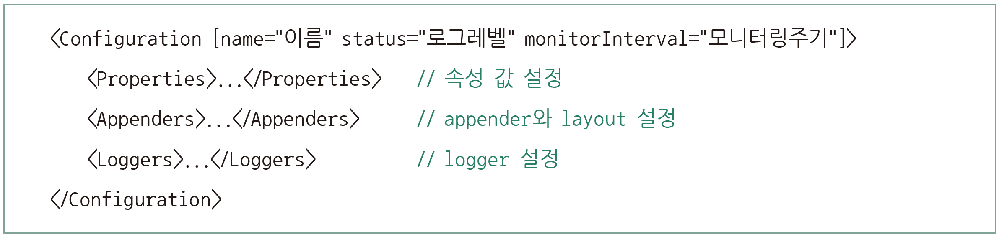 <Configuration [name="이름" status="로그레벨" monitorInterval="모니터링주기"]>
<Properties>...</Properties> // 속성 값 설정
<Appenders>...</Appenders> // appender와 layout 설정
<Loggers>...</Loggers> // logger 설정
</Configuration>